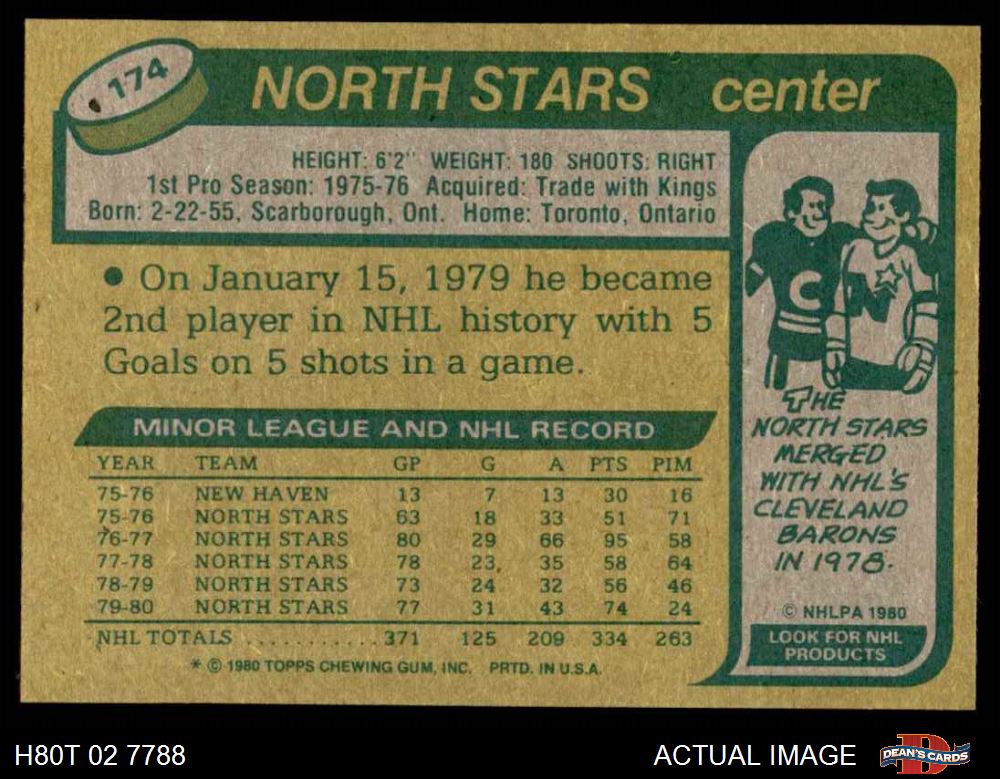 174
NORTH STARS center
HEIGHT: 6'2" WEIGHT: 180 SHOOTS: RIGHT
1st Pro Season: 1975-76 Acquired: Trade with Kings
Born: 2-22-55, Scarborough, Ont. Home: Toronto, Ontario
• On January 15, 1979 he became
2nd player in NHL history with 5
Goals on 5 shots in a game.
MINOR LEAGUE AND NHL RECORD
YEAR TEAM GP G A PTS PIM
75-76 NEW HAVEN 13 7 13 30 16
75-76 NORTH STARS 63 18 33 51 71
76-77 NORTH STARS 80 29 66 95 58
77-78 NORTH STARS 78 23, 35 58 64
78-79 NORTH STARS 73 24 32 56 46
79-80 NORTH STARS 77 31 43 74 24
NHL TOTALS ........... 371 125 209 334 263
* © 1980 TOPPS CHEWING GUM, INC. PRTD. IN U.S.A.
C N
THE
NORTH STARS
MERGED
WITH NHL'S
CLEVELAND
BARONS
IN 1978.
© NHLPA 1980
LOOK FOR NHL
PRODUCTS
H80T 02 7788
ACTUAL IMAGE
DEAN'S CARDS